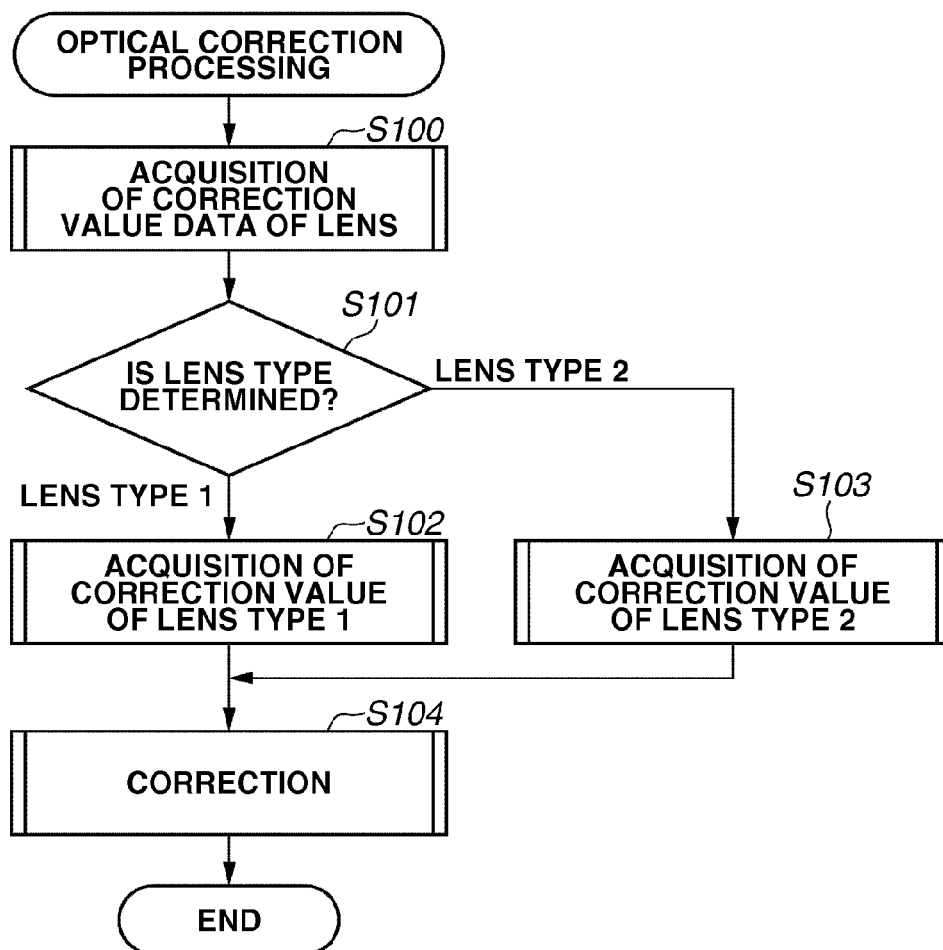 OPTICAL CORRECTION
PROCESSING
S100
ACQUISITION
OF CORRECTION
VALUE DATA OF LENS
S101
IS LENS TYPE
DETERMINED?
LENS TYPE 2
LENS TYPE 1
S102
ACQUISITION OF
CORRECTION VALUE
OF LENS TYPE 1
S103
ACQUISITION OF
CORRECTION VALUE
OF LENS TYPE 2
S104
CORRECTION
END